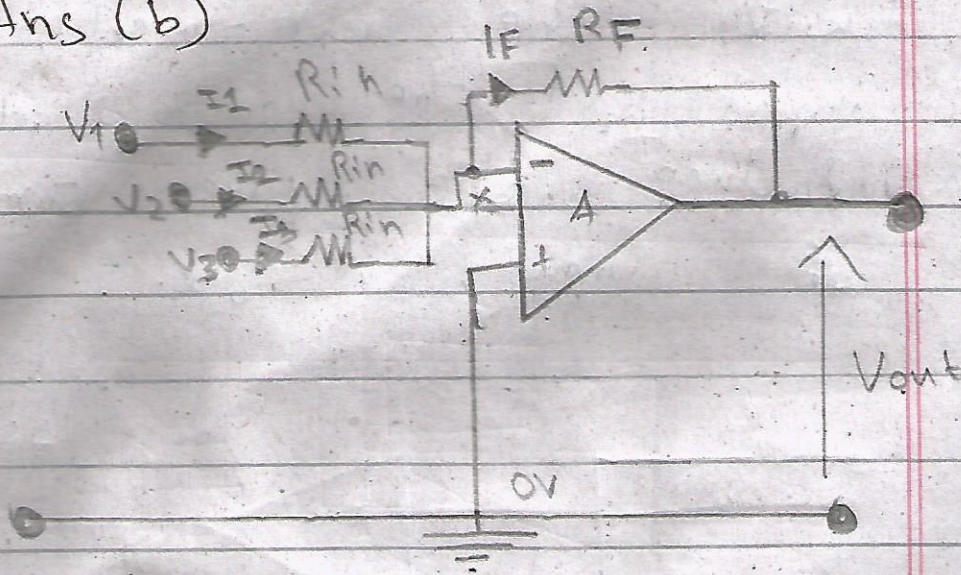 Ans (b)
IF RF
I1 Rin
V1
I2 Rin
V2
X
-
A
I3 Rin
V3
+
Vout
0V